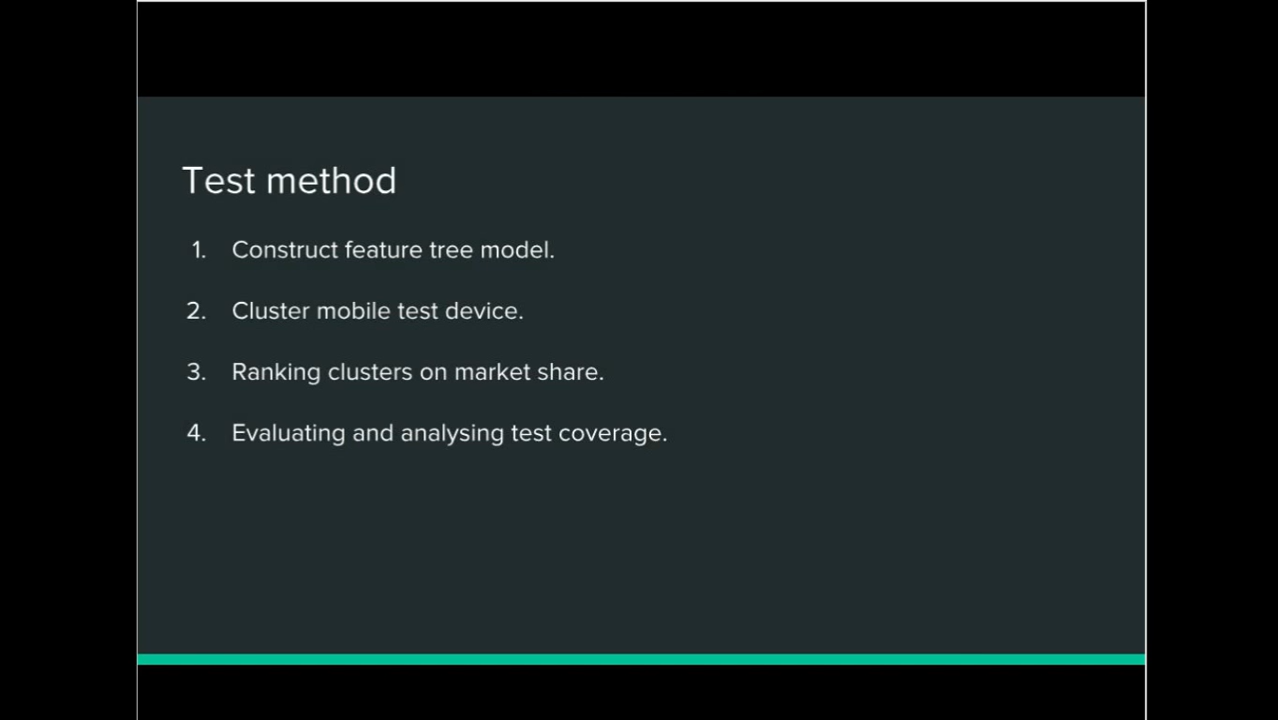 Test method
1. Construct feature tree model.
2. Cluster mobile test device.
3. Ranking clusters on market share.
4. Evaluating and analysing test coverage.